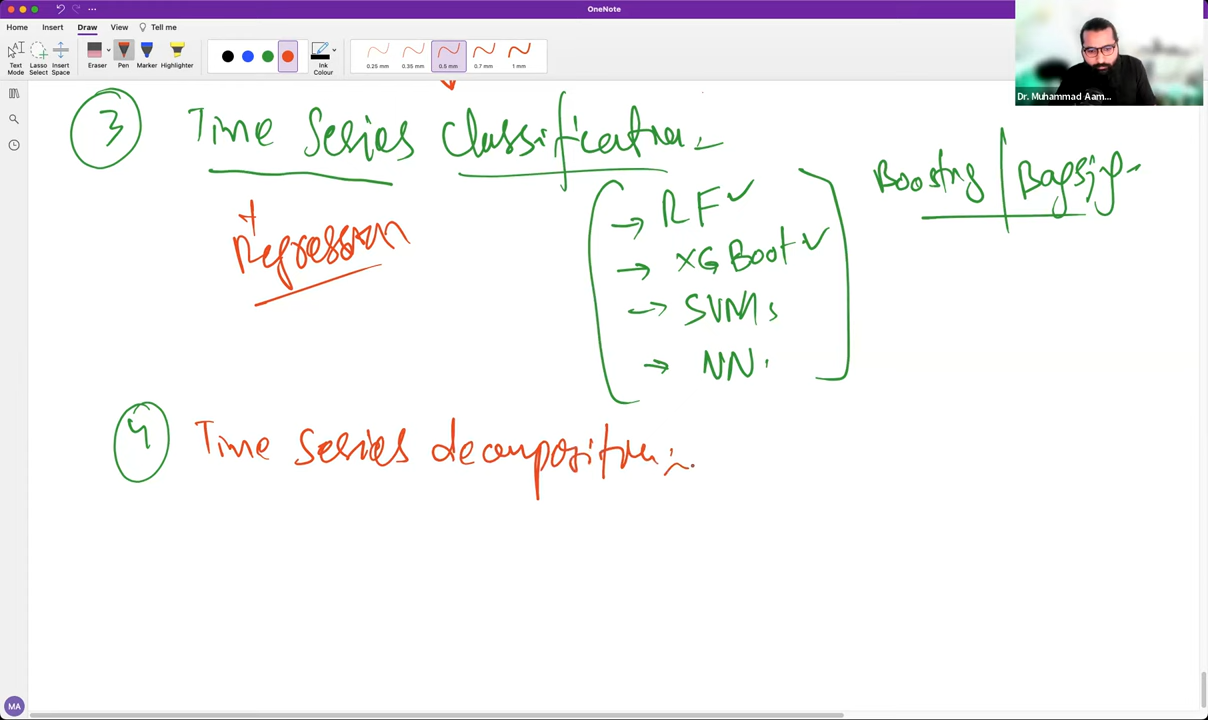 OneNote
Home Insert Draw View Tell me
Text Mode
Lasso Select
Insert Space
Eraser
Pen
Marker
Highlighter
Ink Colour
0.25 mm
0.35 mm
0.5 mm
0.7 mm
1 mm
Dr. Muhammad Aam...
3 Time Series Classification
+ Regression
→ RF ✓
→ XG Boot ✓
→ SVMs
→ NN
Boosting | Bagging
4 Time Series decomposition:~
MA